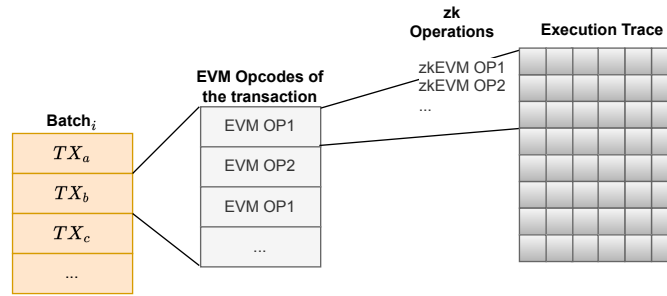 Batch_i
TX_a
TX_b
TX_c
...
EVM Opcodes of
the transaction
EVM OP1
EVM OP2
EVM OP1
...
zk
Operations
zkEVM OP1
zkEVM OP2
...
Execution Trace